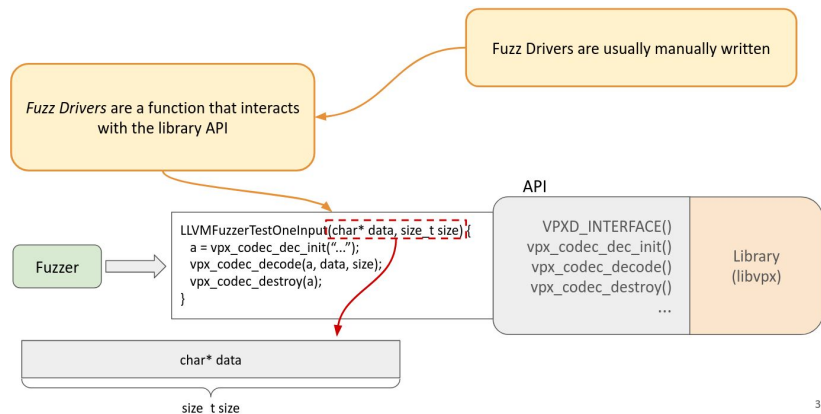 Fuzz Drivers are usually manually written
Fuzz Drivers are a function that interacts
with the library API
API
LLVMFuzzerTestOneInput(char* data, size_t size) {
a = vpx_codec_dec_init("...");
vpx_codec_decode(a, data, size);
vpx_codec_destroy(a);
}
VPXD_INTERFACE()
vpx_codec_dec_init()
vpx_codec_decode()
vpx_codec_destroy()
...
Library
(libvpx)
Fuzzer
char* data
size_t size
3